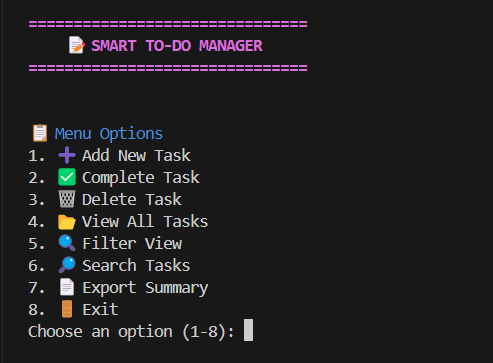 ===============================
📝 SMART TO-DO MANAGER
===============================
📋 Menu Options
1. ➕ Add New Task
2. ✅ Complete Task
3. 🗑️ Delete Task
4. 📂 View All Tasks
5. 🔍 Filter View
6. 🔎 Search Tasks
7. 📄 Export Summary
8. 🚪 Exit
Choose an option (1-8):